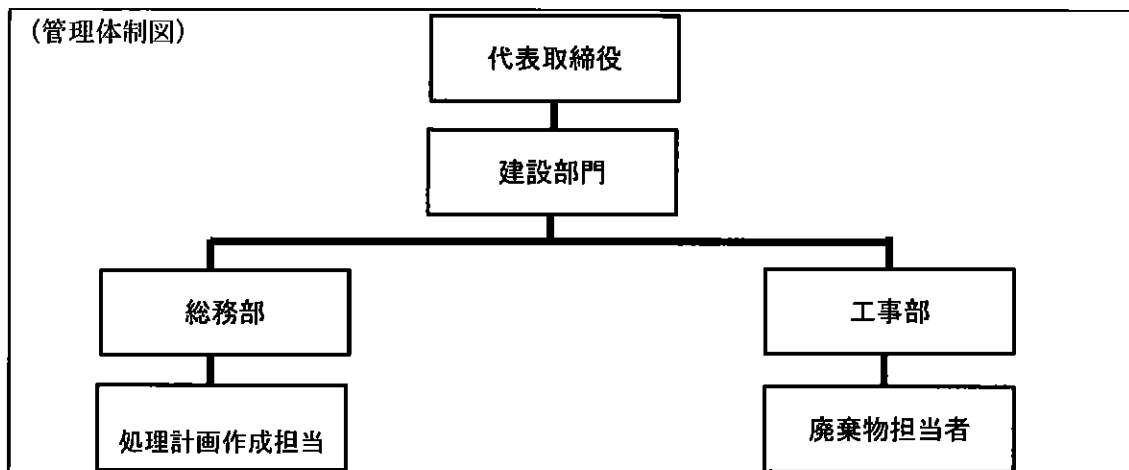 (管理体制図)
代表取締役
建設部門
総務部
工事部
処理計画作成担当
廃棄物担当者